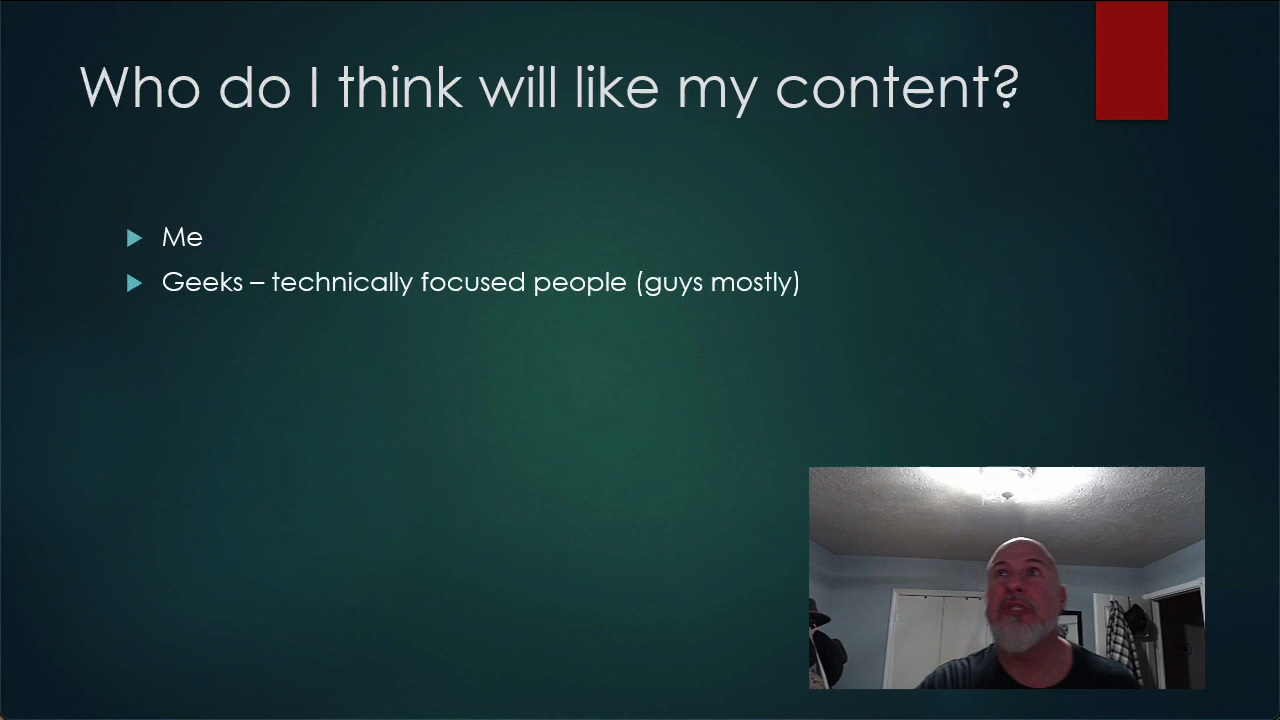 Who do I think will like my content?
Me
Geeks – technically focused people (guys mostly)